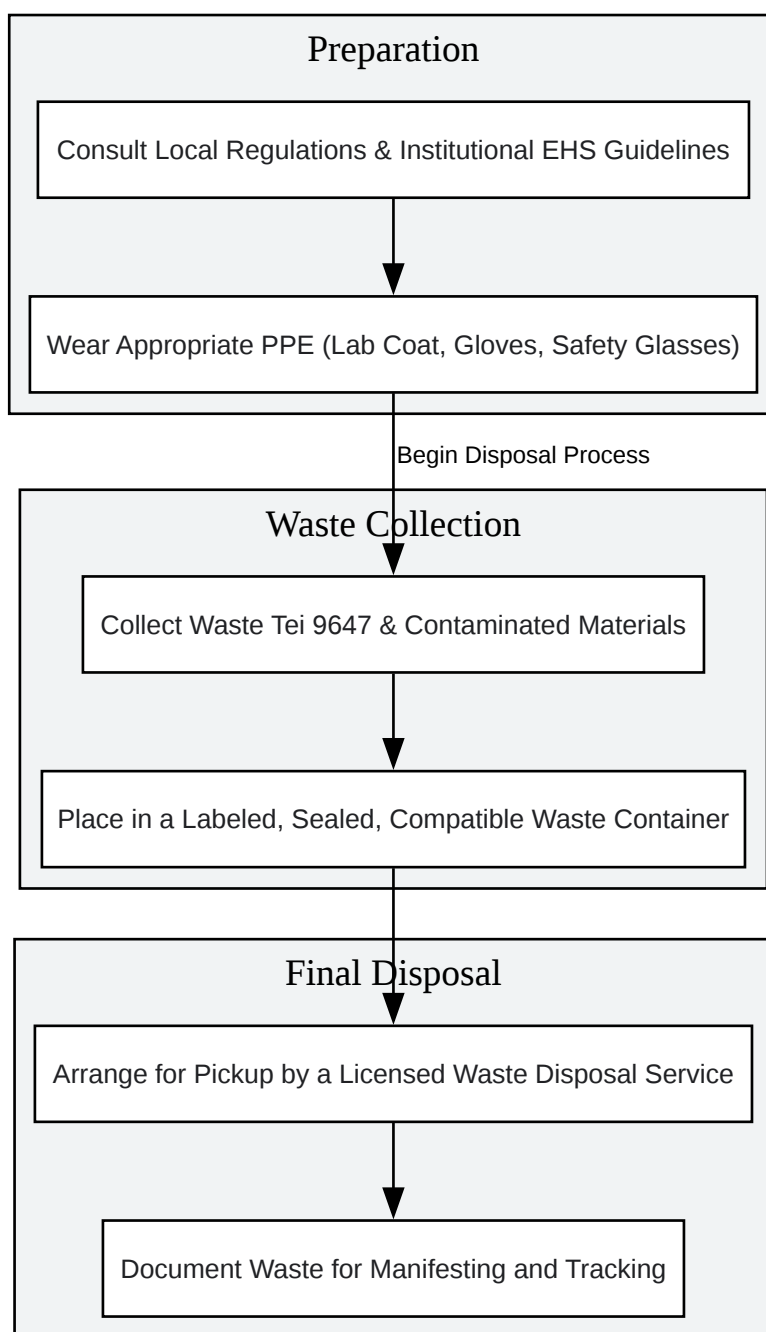 Preparation
Consult Local Regulations & Institutional EHS Guidelines
Wear Appropriate PPE (Lab Coat, Gloves, Safety Glasses)
Begin Disposal Process
Waste Collection
Collect Waste Tei 9647 & Contaminated Materials
Place in a Labeled, Sealed, Compatible Waste Container
Final Disposal
Arrange for Pickup by a Licensed Waste Disposal Service
Document Waste for Manifesting and Tracking